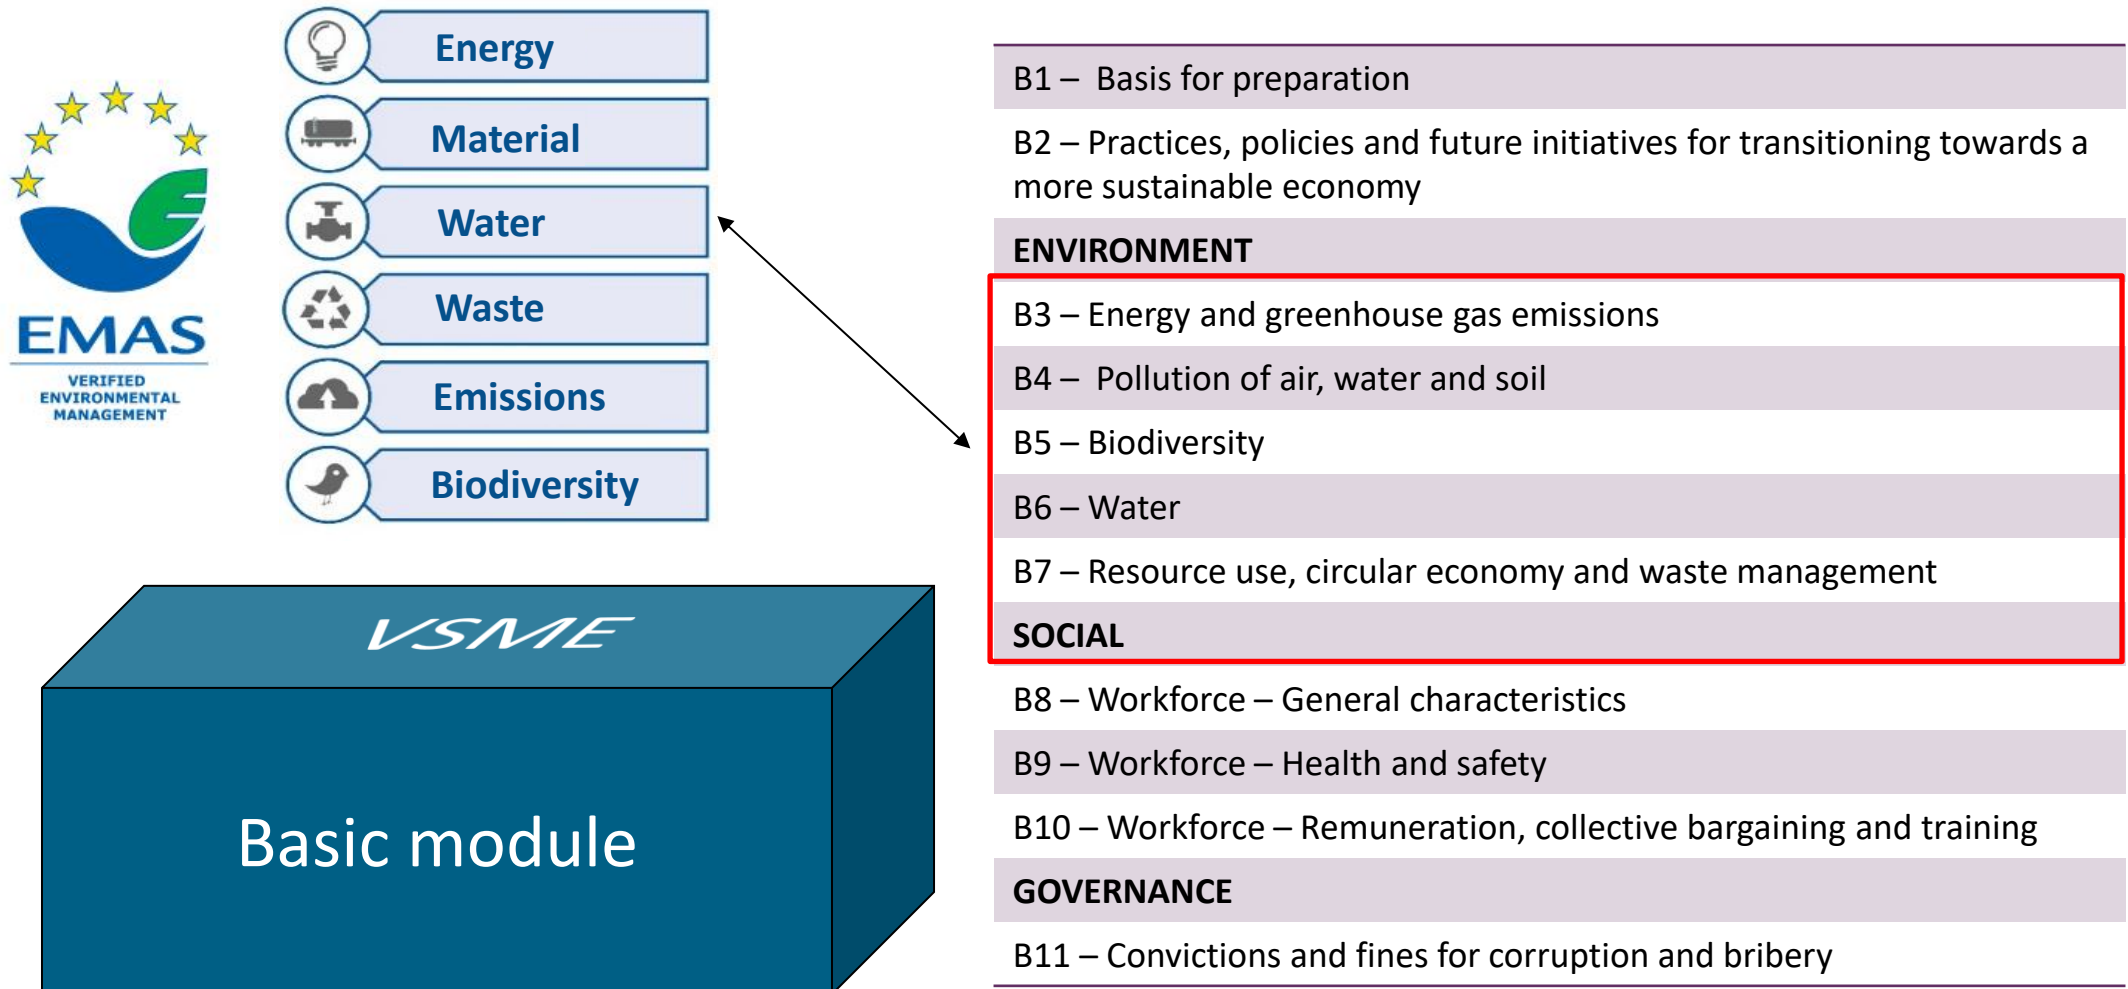 EMAS
VERIFIED
ENVIRONMENTAL
MANAGEMENT
Energy
Material
Water
Waste
Emissions
Biodiversity
VSME
Basic module
B1 – Basis for preparation
B2 – Practices, policies and future initiatives for transitioning towards a
more sustainable economy
ENVIRONMENT
B3 – Energy and greenhouse gas emissions
B4 – Pollution of air, water and soil
B5 – Biodiversity
B6 – Water
B7 – Resource use, circular economy and waste management
SOCIAL
B8 – Workforce – General characteristics
B9 – Workforce – Health and safety
B10 – Workforce – Remuneration, collective bargaining and training
GOVERNANCE
B11 – Convictions and fines for corruption and bribery